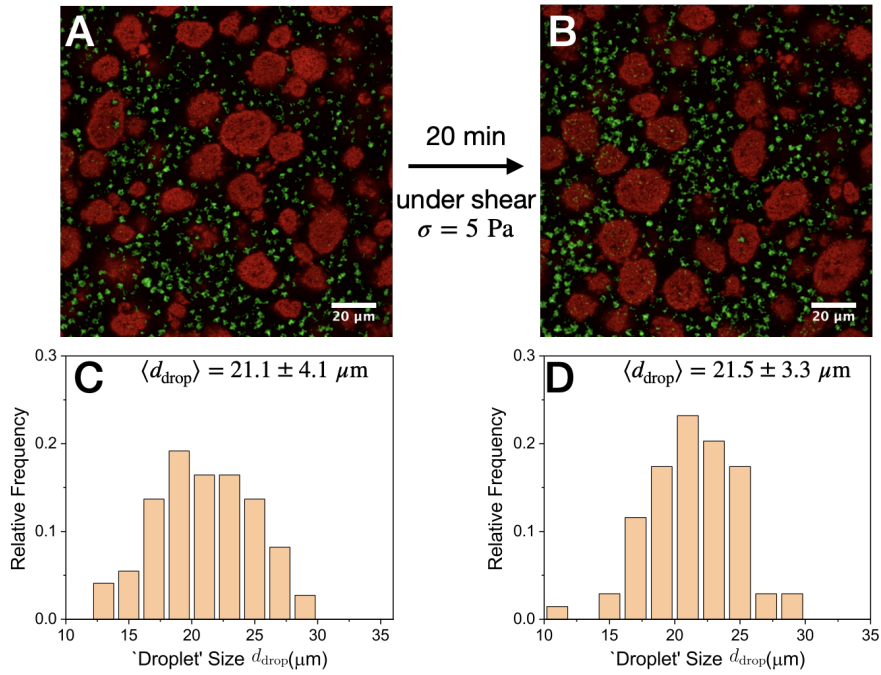 A
B
20 min
under shear
σ = 5 Pa
20 μm
20 μm
C
⟨d_drop⟩ = 21.1 ± 4.1 μm
D
⟨d_drop⟩ = 21.5 ± 3.3 μm
Relative Frequency
0.3
0.2
0.1
0.0
10 15 20 25 30 35
`Droplet' Size d_drop(μm)
Relative Frequency
0.3
0.2
0.1
0.0
10 15 20 25 30 35
`Droplet' Size d_drop(μm)